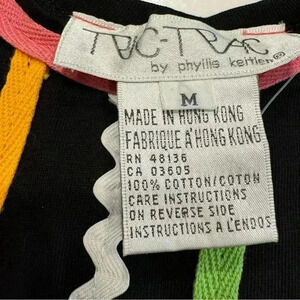 TIC-TAC
by phyllis keitlen®
M
MADE IN HONG KONG
FABRIQUE A'HONG KONG
RN 48136
CA 03605
100% COTTON/COTON
CARE INSTRUCTIONS
ON REVERSE SIDE
INSTRUCTIONS A L'ENDOS